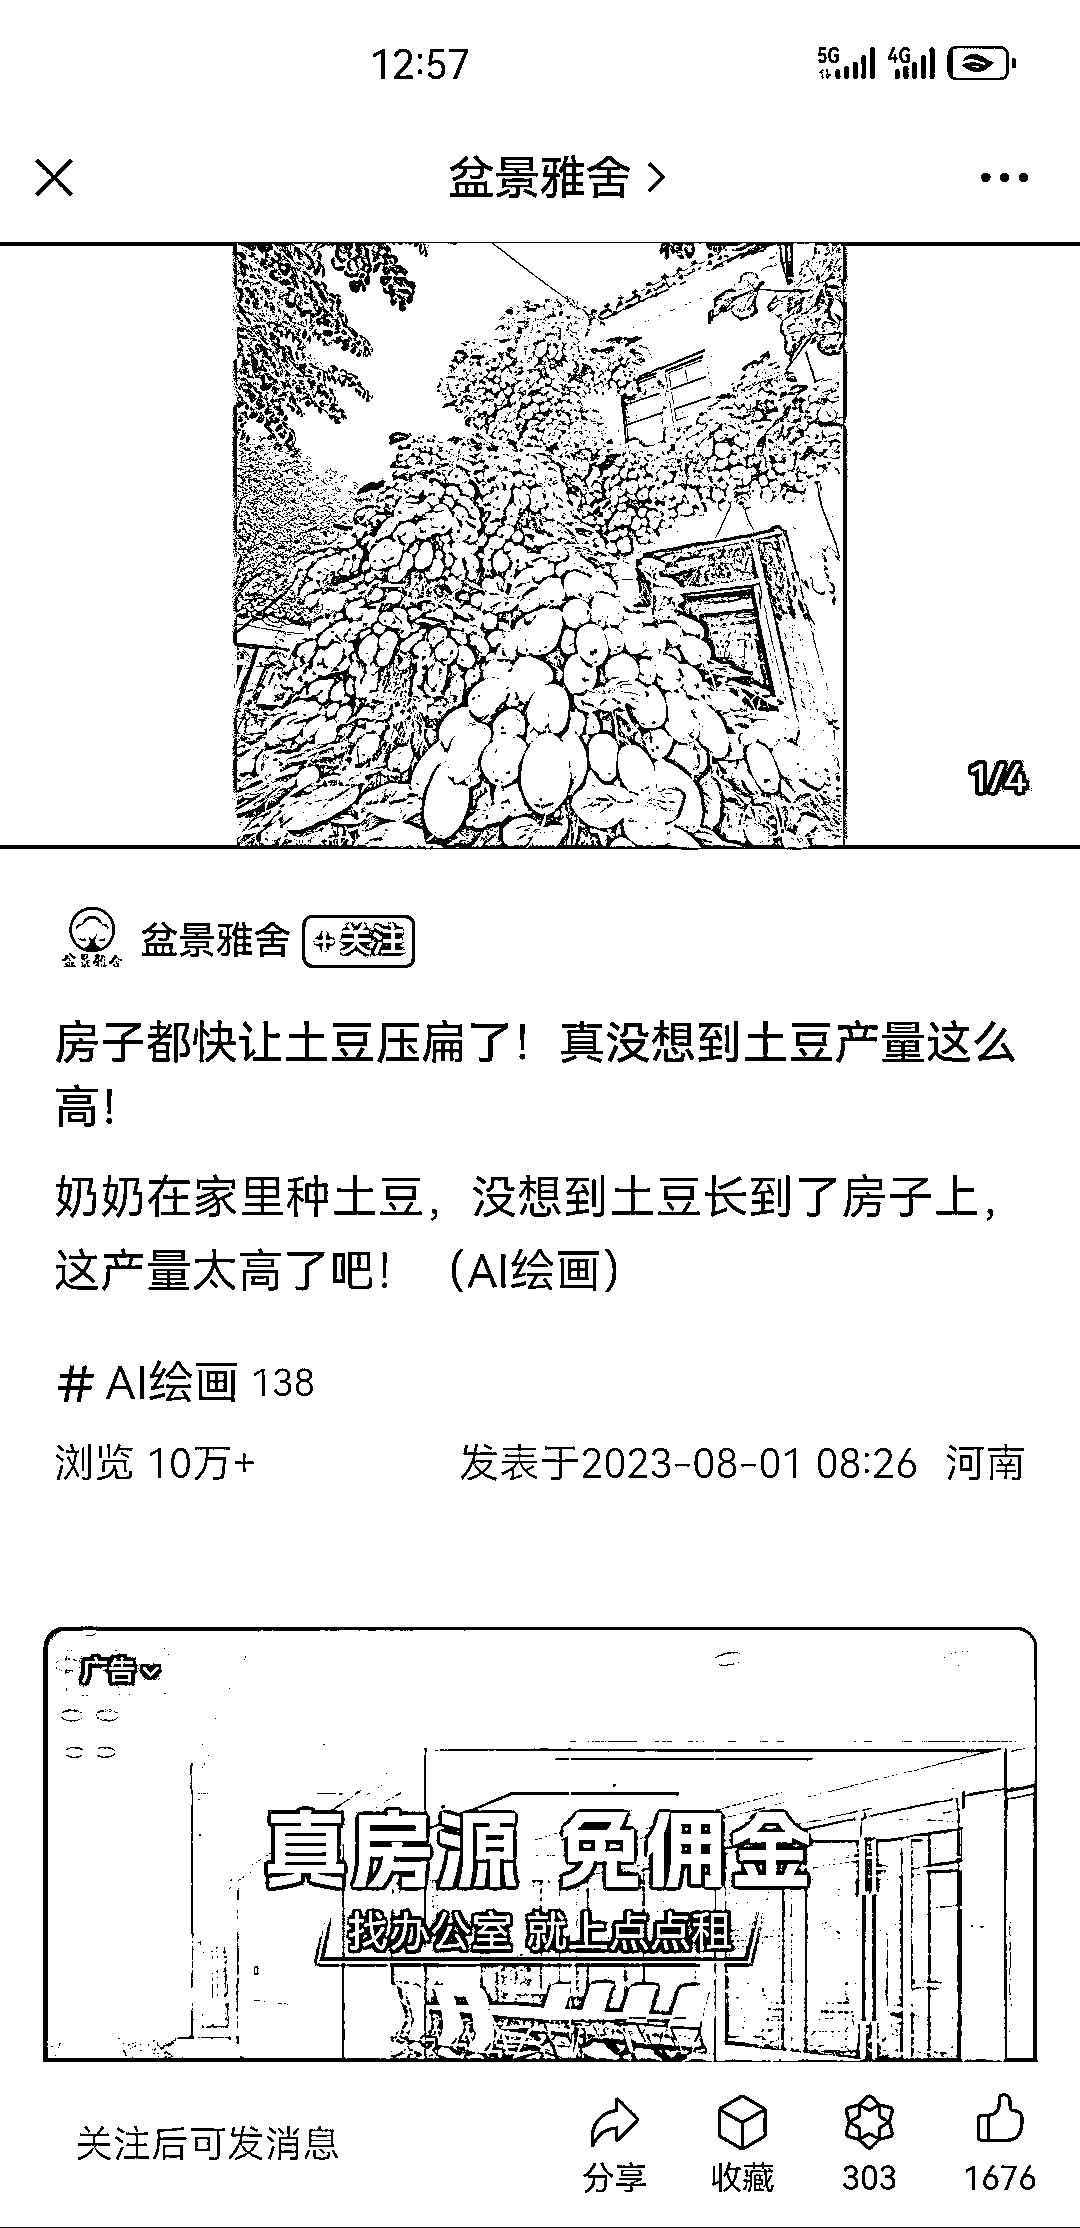 12:57
5G 4G
盆景雅舍
1/4
盆景雅舍
盆景雅舍 +关注
房子都快让土豆压扁了！真没想到土豆产量这么
高！
奶奶在家里种土豆，没想到土豆长到了房子上，
这产量太高了吧！（AI绘画）
# AI绘画 138
浏览 10万+ 发表于2023-08-01 08:26 河南
广告
真房源 免佣金
找办公室 就上点点租
关注后可发消息
分享 收藏 303 1676